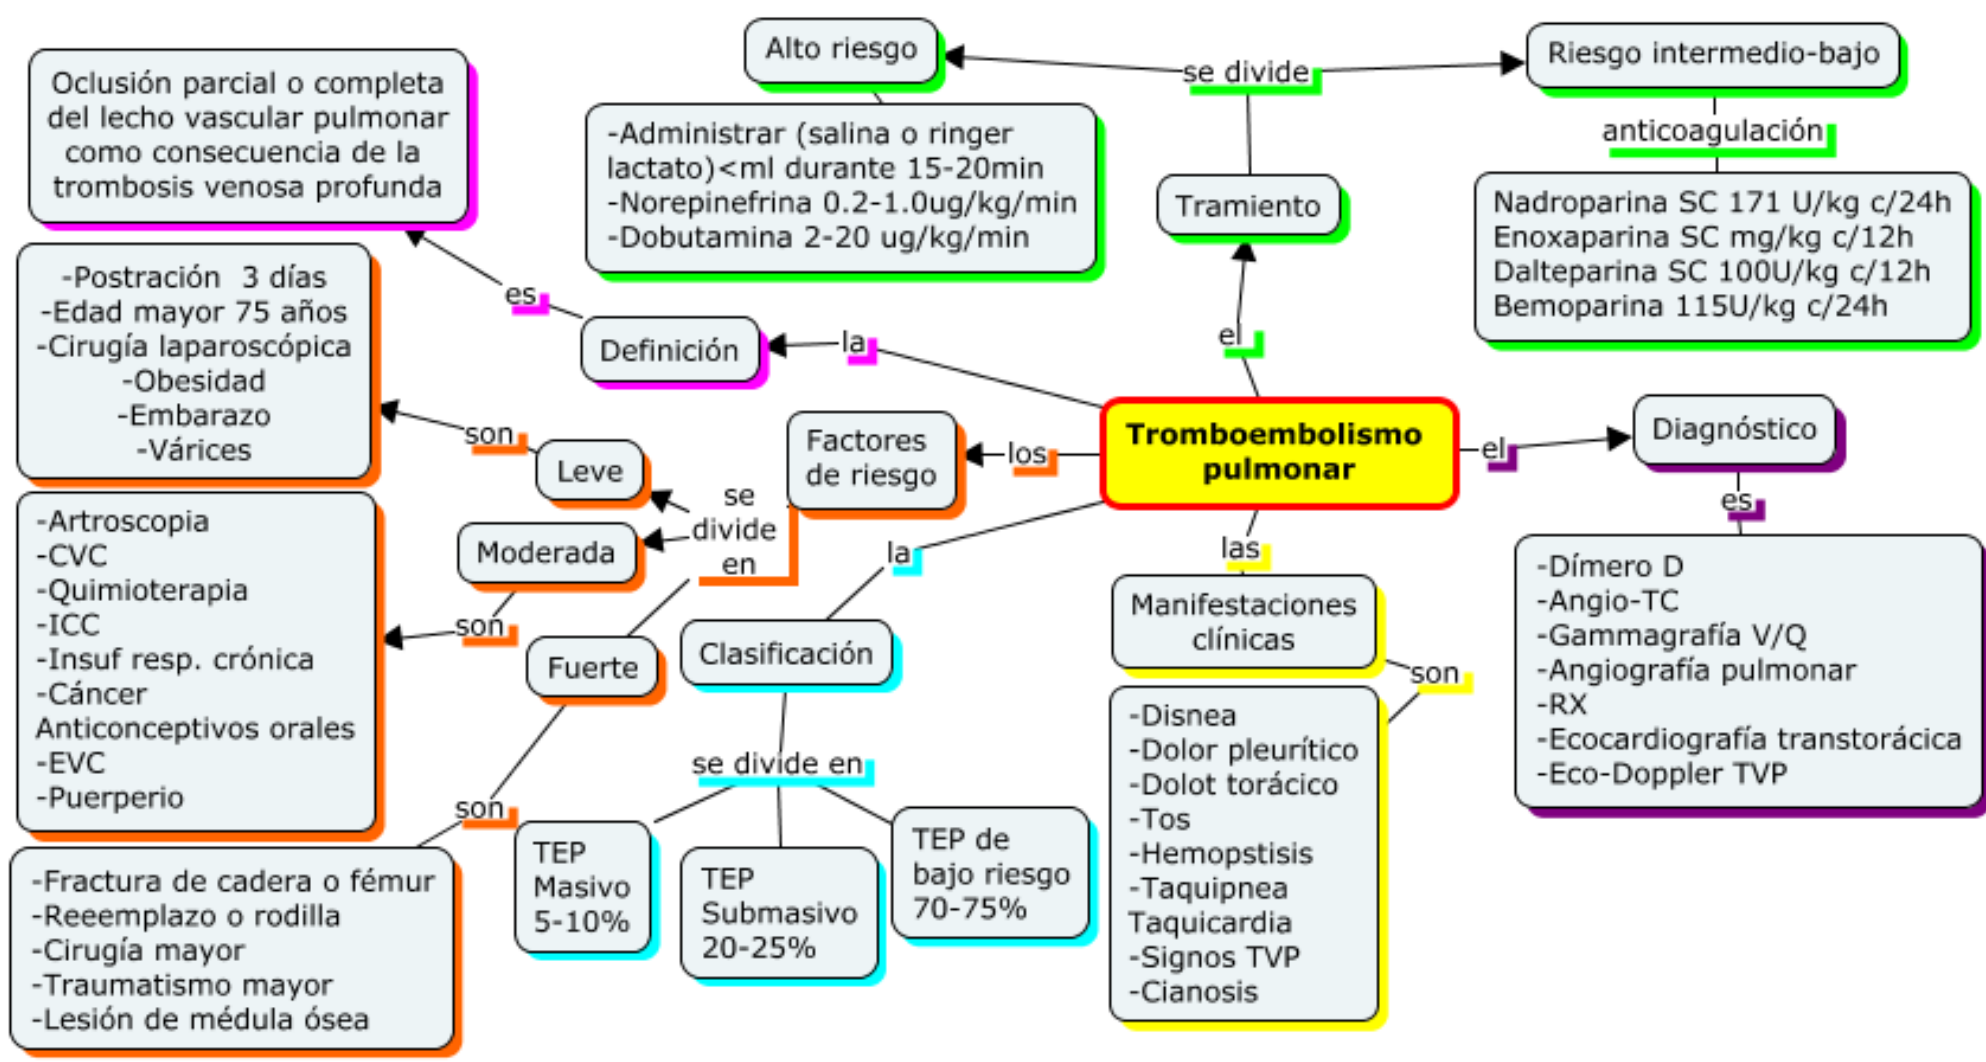 Alto riesgo
se divide
Riesgo intermedio-bajo
Oclusión parcial o completa
del lecho vascular pulmonar
como consecuencia de la
trombosis venosa profunda
-Administrar (salina o ringer
lactato)<ml durante 15-20min
-Norepinefrina 0.2-1.0ug/kg/min
-Dobutamina 2-20 ug/kg/min
Tramiento
anticoagulación
Nadroparina SC 171 U/kg c/24h
Enoxaparina SC mg/kg c/12h
Dalteparina SC 100U/kg c/12h
Bemoparina 115U/kg c/24h
es
Definición
la
el
-Postración  3 días
-Edad mayor 75 años
-Cirugía laparoscópica
-Obesidad
-Embarazo
-Várices
son
Leve
Factores
de riesgo
los
Tromboembolismo
pulmonar
el
Diagnóstico
es
-Dímero D
-Angio-TC
-Gammagrafía V/Q
-Angiografía pulmonar
-RX
-Ecocardiografía transtorácica
-Eco-Doppler TVP
se
divide
en
Moderada
son
-Artroscopia
-CVC
-Quimioterapia
-ICC
-Insuf resp. crónica
-Cáncer
Anticonceptivos orales
-EVC
-Puerperio
Fuerte
son
-Fractura de cadera o fémur
-Reeemplazo o rodilla
-Cirugía mayor
-Traumatismo mayor
-Lesión de médula ósea
la
Clasificación
se divide en
TEP
Masivo
5-10%
TEP
Submasivo
20-25%
TEP de
bajo riesgo
70-75%
las
Manifestaciones
clínicas
son
-Disnea
-Dolor pleurítico
-Dolot torácico
-Tos
-Hemopstisis
-Taquipnea
Taquicardia
-Signos TVP
-Cianosis